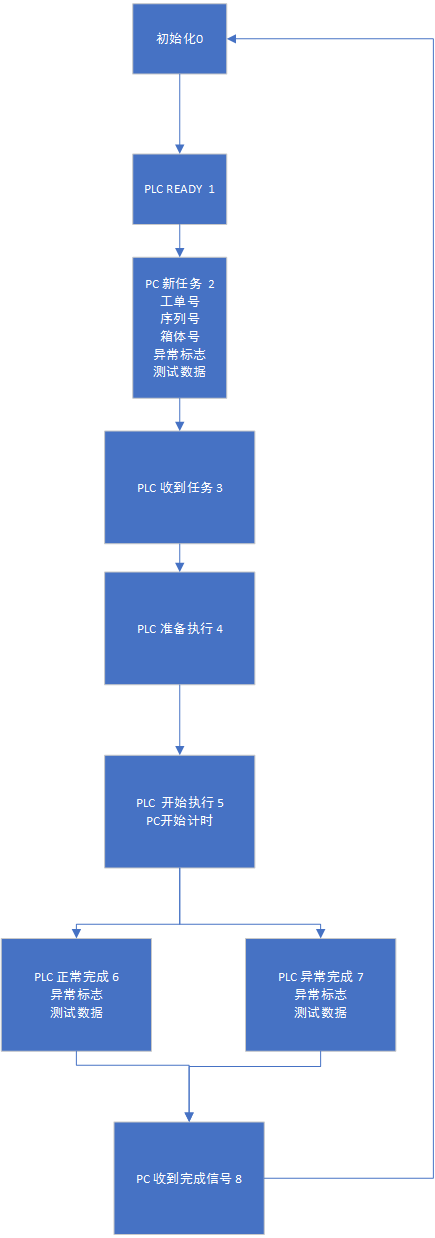 初始化0
PLC READY 1
PC 新任务 2
工单号
序列号
箱体号
异常标志
测试数据
PLC 收到任务 3
PLC 准备执行 4
PLC 开始执行 5
PC开始计时
PLC 正常完成 6
异常标志
测试数据
PLC 异常完成 7
异常标志
测试数据
PC 收到完成信号 8